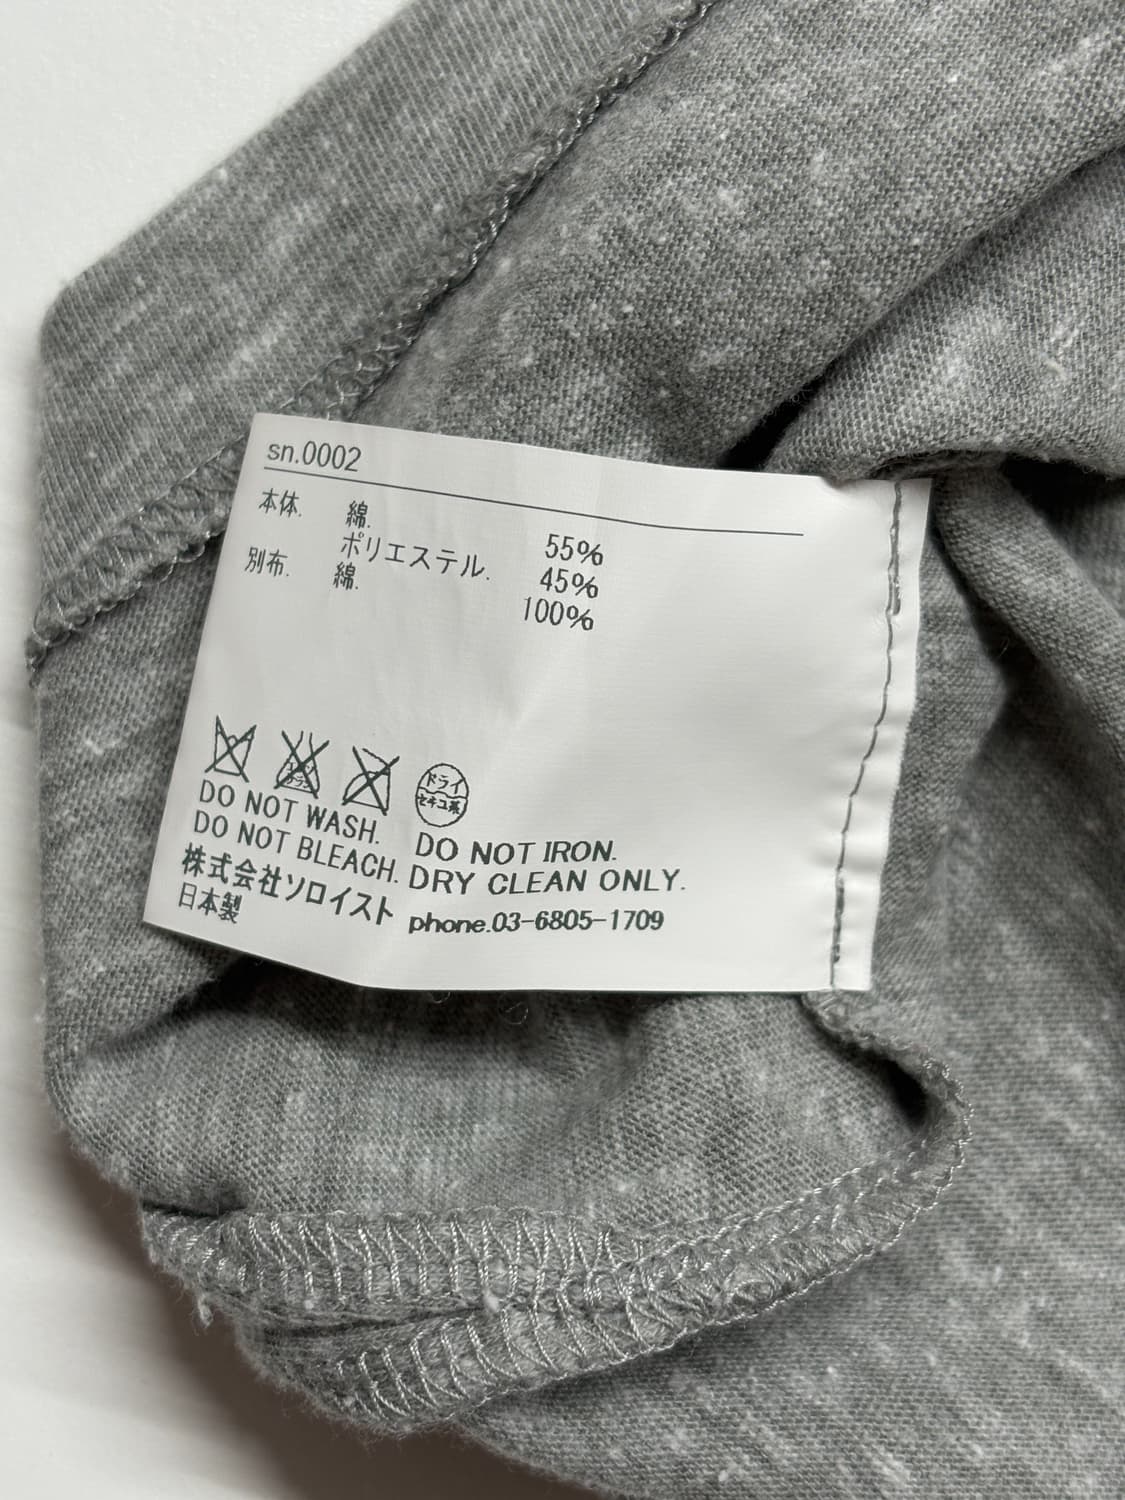 sn.0002
本体. 綿. 55%
ポリエステル. 45%
別布. 綿. 100%
ドライ
セキユ系
DO NOT WASH.
DO NOT BLEACH.
DO NOT IRON.
DRY CLEAN ONLY.
株式会社ソロイスト phone.03-6805-1709
日本製